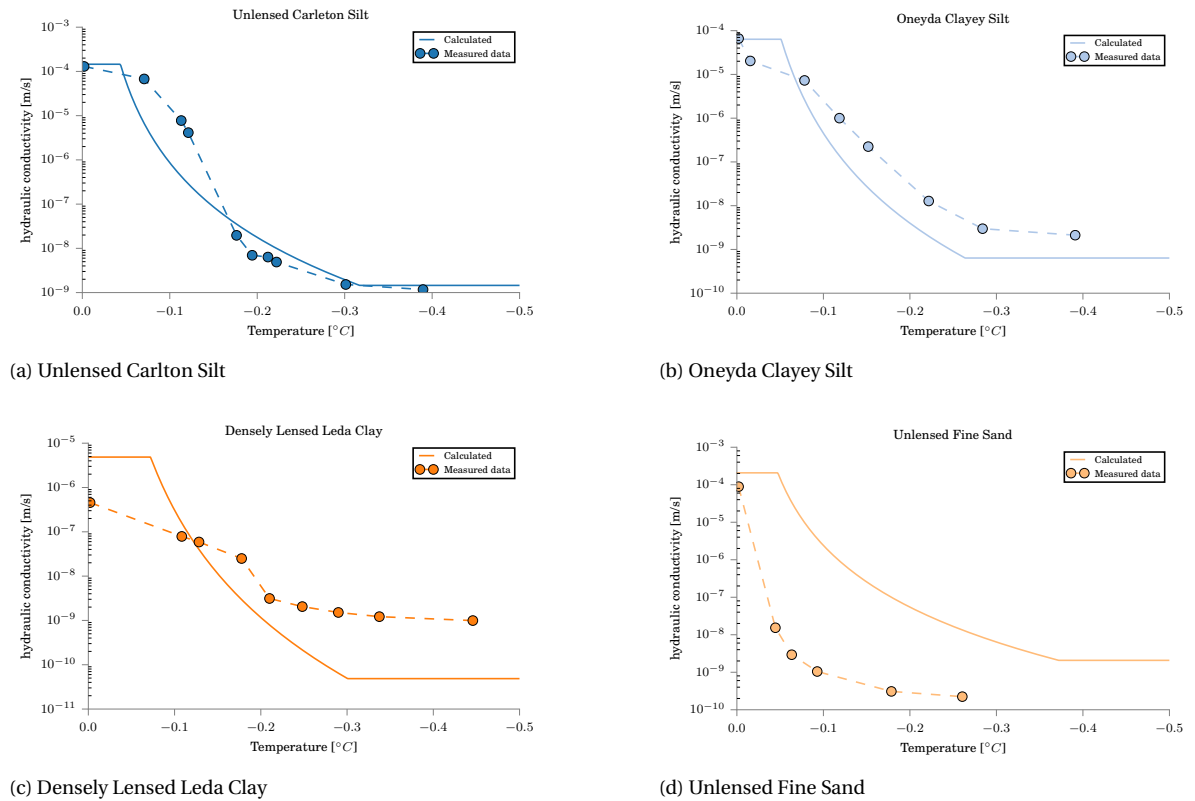 Unlensed Carleton Silt
10⁻³
10⁻⁴
10⁻⁵
10⁻⁶
10⁻⁷
10⁻⁸
10⁻⁹
hydraulic conductivity [m/s]
Calculated
Measured data
0.0 −0.1 −0.2 −0.3 −0.4 −0.5
Temperature [°C]
(a) Unlensed Carlton Silt
Oneyda Clayey Silt
10⁻⁴
10⁻⁵
10⁻⁶
10⁻⁷
10⁻⁸
10⁻⁹
10⁻¹⁰
hydraulic conductivity [m/s]
Calculated
Measured data
0.0 −0.1 −0.2 −0.3 −0.4 −0.5
Temperature [°C]
(b) Oneyda Clayey Silt
Densely Lensed Leda Clay
10⁻⁵
10⁻⁶
10⁻⁷
10⁻⁸
10⁻⁹
10⁻¹⁰
10⁻¹¹
hydraulic conductivity [m/s]
Calculated
Measured data
0.0 −0.1 −0.2 −0.3 −0.4 −0.5
Temperature [°C]
(c) Densely Lensed Leda Clay
Unlensed Fine Sand
10⁻³
10⁻⁴
10⁻⁵
10⁻⁶
10⁻⁷
10⁻⁸
10⁻⁹
10⁻¹⁰
hydraulic conductivity [m/s]
Calculated
Measured data
0.0 −0.1 −0.2 −0.3 −0.4 −0.5
Temperature [°C]
(d) Unlensed Fine Sand